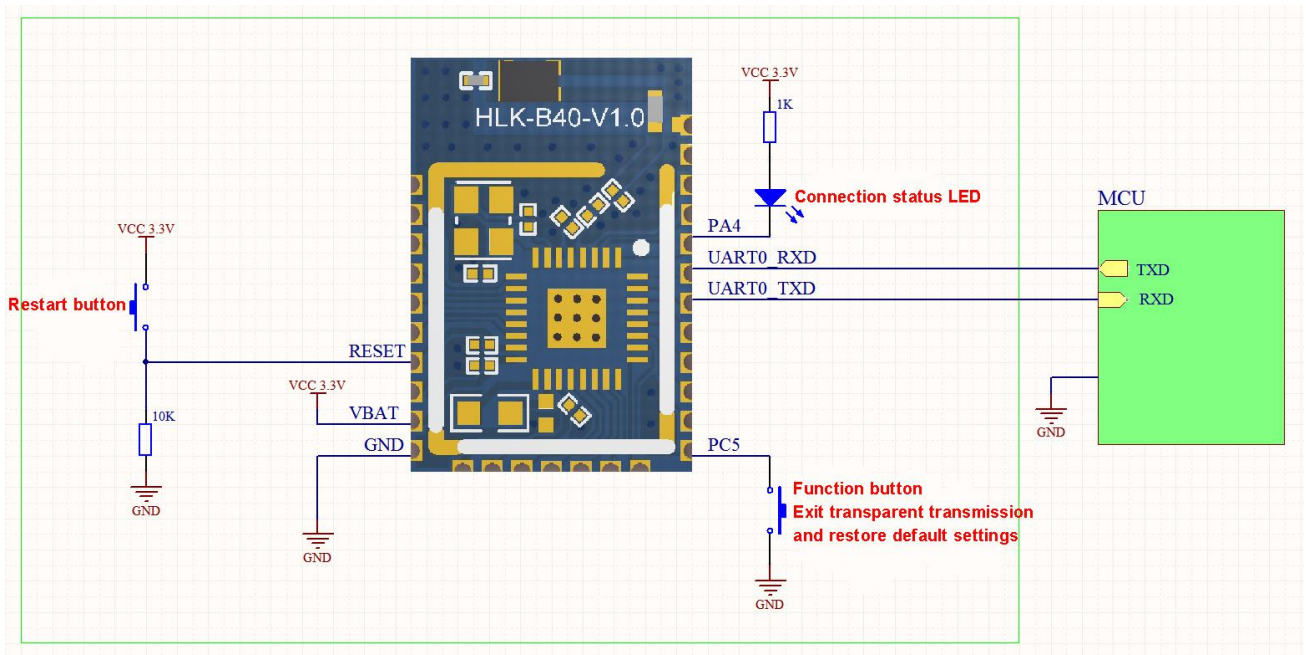 VCC 3.3V
1K
HLK-B40-V1.0
Connection status LED
MCU
PA4
VCC 3.3V
UART0_RXD
TXD
UART0_TXD
RXD
Restart button
RESET
VCC 3.3V
VBAT
10K
GND
GND
PC5
GND
Function button
Exit transparent transmission
and restore default settings
GND
GND